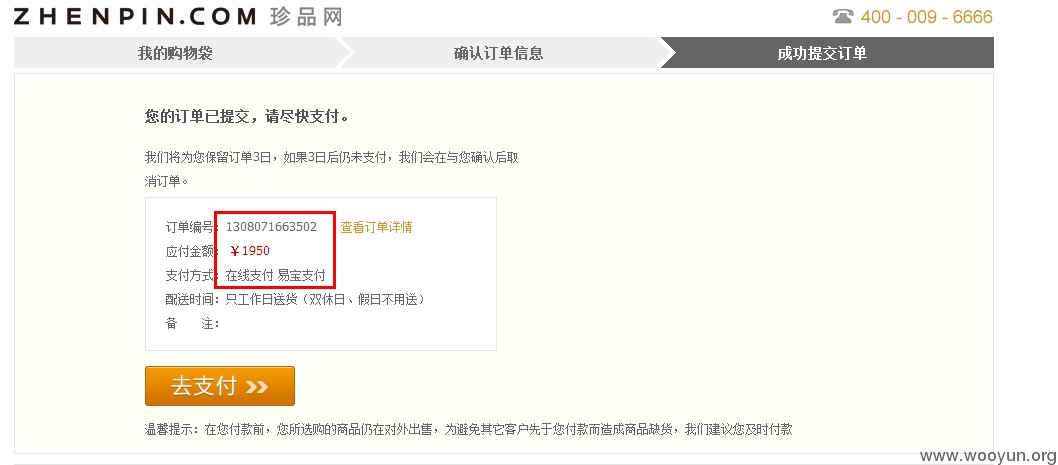 ZHENPIN.COM 珍品网
400 - 009 - 6666
我的购物袋
确认订单信息
成功提交订单
您的订单已提交，请尽快支付。
我们将为您保留订单3日，如果3日后仍未支付，我们会在与您确认后取
消订单。
订单编号：1308071663502 查看订单详情
应付金额：￥1950
支付方式：在线支付 易宝支付
配送时间：只工作日送货（双休日、假日不用送）
备　注：
去支付 >>
温馨提示：在您付款前，您所选购的商品仍在对外出售，为避免其它客户先于您付款而造成商品缺货，我们建议您及时付款
www.wooyun.org